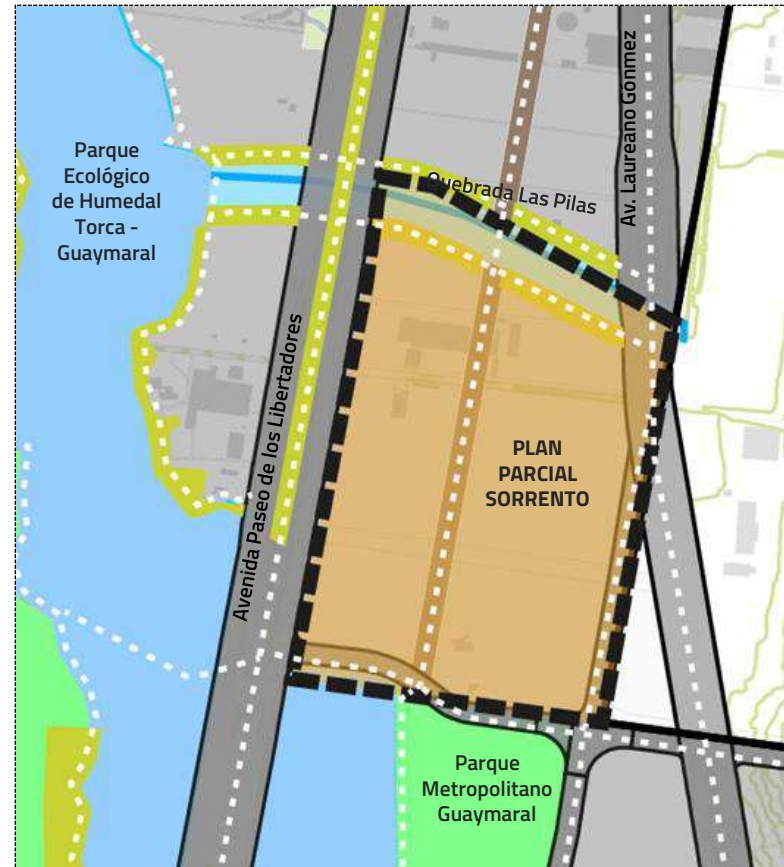 Parque
Ecológico
de Humedal
Torca -
Guaymaral
Quebrada Las Pilas
Av. Laureano Gónmez
Avenida Paseo de los Libertadores
PLAN
PARCIAL
SORRENTO
Parque
Metropolitano
Guaymaral